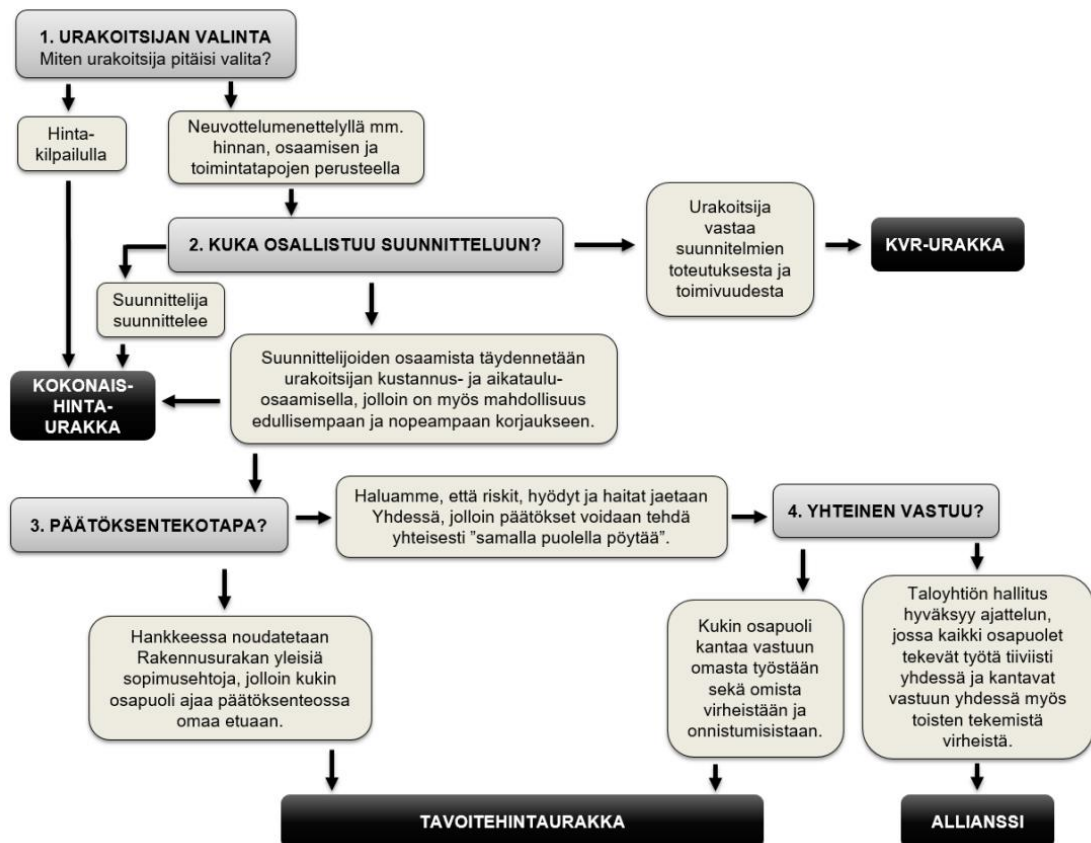 1. URAKOITSIJAN VALINTA
Miten urakoitsija pitäisi valita?
Hinta-
kilpailulla
Neuvottelumenettelyllä mm.
hinnan, osaamisen ja
toimintatapojen perusteella
2. KUKA OSALLISTUU SUUNNITTELUUN?
Urakoitsija
vastaa
suunnitelmien
toteutuksesta ja
toimivuudesta
KVR-URAKKA
Suunnittelija
suunnittelee
Suunnittelijoiden osaamista täydennetään
urakoitsijan kustannus- ja aikataulu-
osaamisella, jolloin on myös mahdollisuus
edullisempaan ja nopeampaan korjaukseen.
KOKONAIS-
HINTA-
URAKKA
3. PÄÄTÖKSENTEKOTAPA?
Haluamme, että riskit, hyödyt ja haitat jaetaan
Yhdessä, jolloin päätökset voidaan tehdä
yhteisesti ”samalla puolella pöytää”.
4. YHTEINEN VASTUU?
Hankkeessa noudatetaan
Rakennusurakan yleisiä
sopimusehtoja, jolloin kukin
osapuoli ajaa päätöksenteossa
omaa etuaan.
Kukin osapuoli
kantaa vastuun
omasta työstään
sekä omista
virheistään ja
onnistumisistaan.
Taloyhtiön hallitus
hyväksyy ajattelun,
jossa kaikki osapuolet
tekevät työtä tiiviisti
yhdessä ja kantavat
vastuun yhdessä myös
toisten tekemistä
virheistä.
TAVOITEHINTAURAKKA
ALLIANSSI